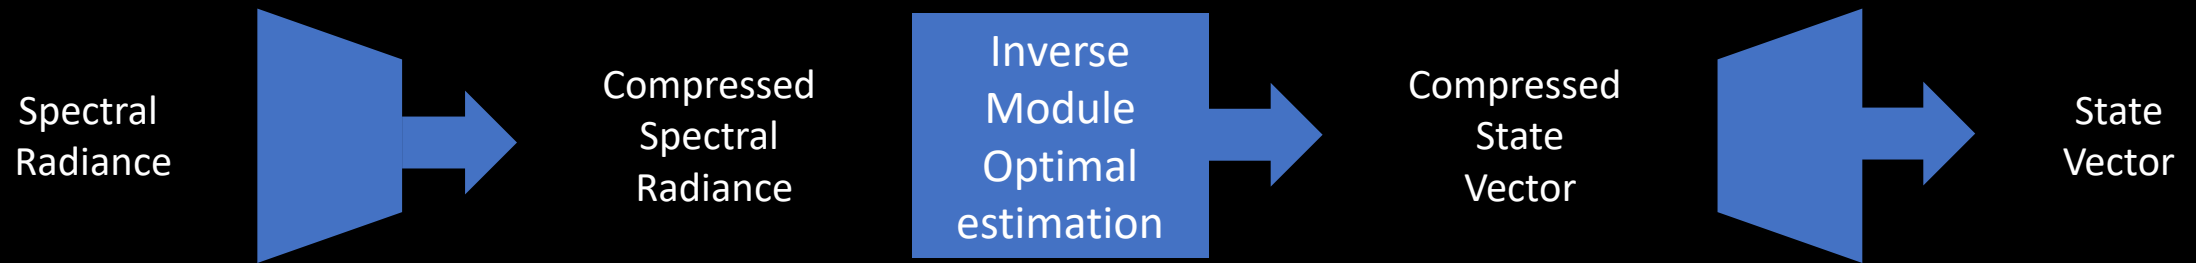 Spectral
Radiance
Compressed
Spectral
Radiance
Inverse
Module
Optimal
estimation
Compressed
State
Vector
State
Vector